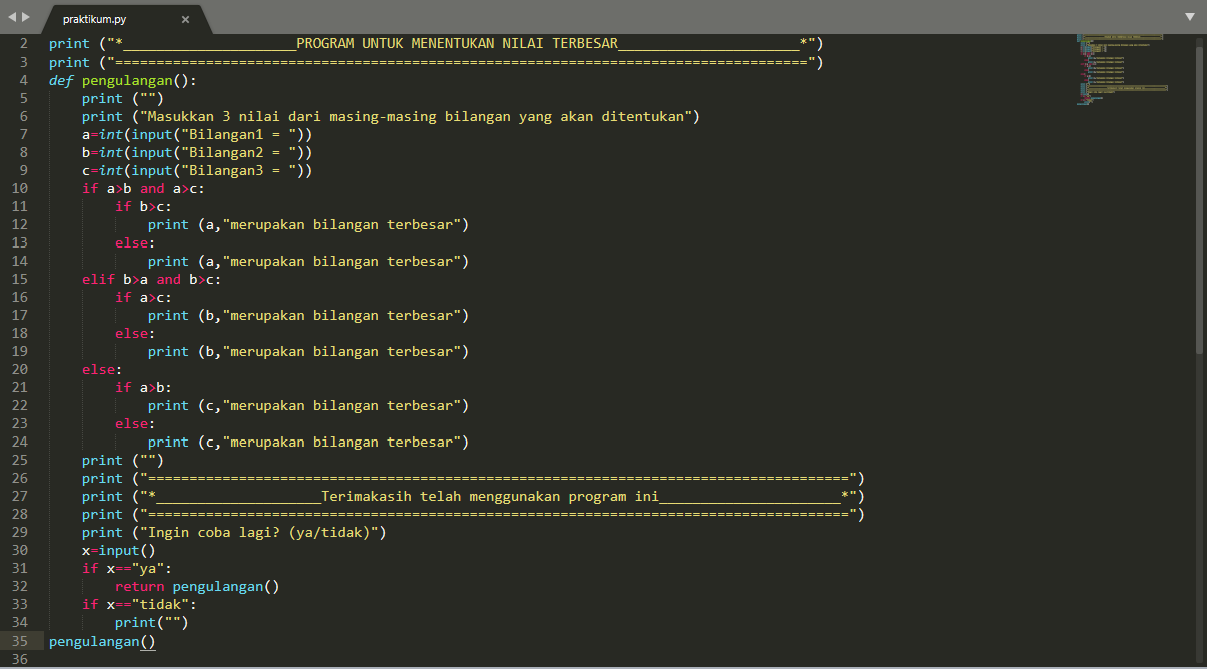 praktikum.py ×
2 print ("*_____________________PROGRAM UNTUK MENENTUKAN NILAI TERBESAR______________________*")
3 print ("====================================================================================")
4 def pengulangan():
5     print ("")
6     print ("Masukkan 3 nilai dari masing-masing bilangan yang akan ditentukan")
7     a=int(input("Bilangan1 = "))
8     b=int(input("Bilangan2 = "))
9     c=int(input("Bilangan3 = "))
10     if a>b and a>c:
11         if b>c:
12             print (a,"merupakan bilangan terbesar")
13         else:
14             print (a,"merupakan bilangan terbesar")
15     elif b>a and b>c:
16         if a>c:
17             print (b,"merupakan bilangan terbesar")
18         else:
19             print (b,"merupakan bilangan terbesar")
20     else:
21         if a>b:
22             print (c,"merupakan bilangan terbesar")
23         else:
24             print (c,"merupakan bilangan terbesar")
25     print ("")
26     print ("=====================================================================================")
27     print ("*____________________Terimakasih telah menggunakan program ini______________________*")
28     print ("=====================================================================================")
29     print ("Ingin coba lagi? (ya/tidak)")
30     x=input()
31     if x=="ya":
32         return pengulangan()
33     if x=="tidak":
34         print("")
35 pengulangan()
36